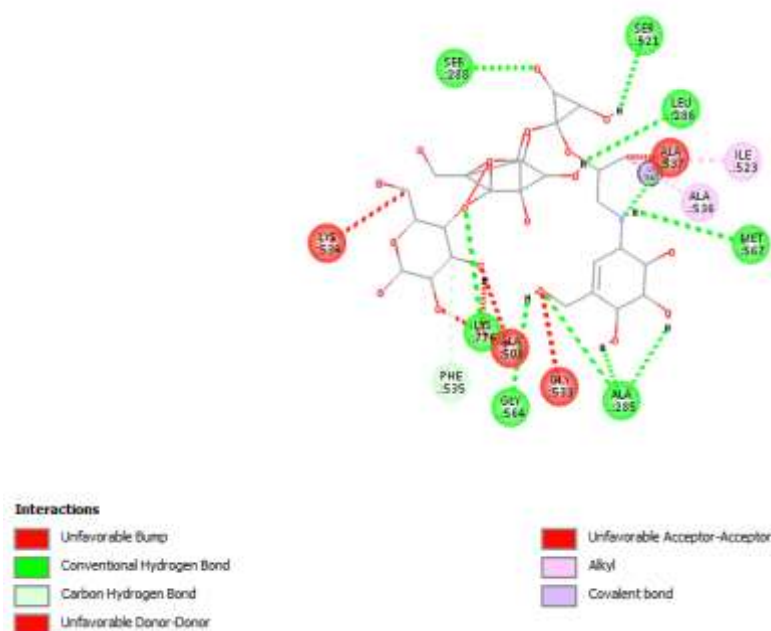 SER
..521
SER
..288
LEU
..286
ALA
..537
ILE
..523
ALA
..536
LYS
..534
MET
..567
LYS
..776
PHE
..535
GLY
..564
GLY
..533
ALA
..285
Interactions
Unfavorable Bump
Conventional Hydrogen Bond
Carbon Hydrogen Bond
Unfavorable Donor-Donor
Unfavorable Acceptor-Acceptor
Alkyl
Covalent bond